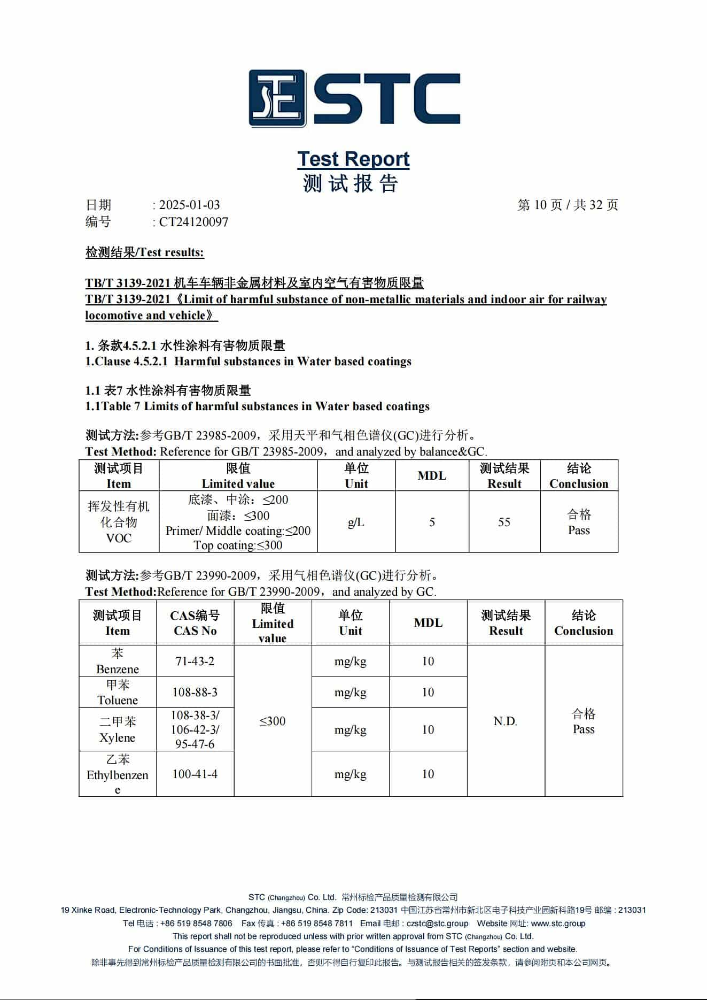 STC
Test Report
测试报告
日期 : 2025-01-03 第 10 页 / 共 32 页
编号 : CT24120097
检测结果/Test results:
TB/T 3139-2021 机车车辆非金属材料及室内空气有害物质限量
TB/T 3139-2021《Limit of harmful substance of non-metallic materials and indoor air for railway
locomotive and vehicle》
1. 条款4.5.2.1 水性涂料有害物质限量
1.Clause 4.5.2.1 Harmful substances in Water based coatings
1.1 表7 水性涂料有害物质限量
1.1Table 7 Limits of harmful substances in Water based coatings
测试方法:参考GB/T 23985-2009，采用天平和气相色谱仪(GC)进行分析。
Test Method: Reference for GB/T 23985-2009，and analyzed by balance&GC.
测试项目 限值 单位 MDL 测试结果 结论
Item Limited value Unit Result Conclusion
挥发性有机
化合物
VOC
底漆、中涂：≤200
面漆：≤300
Primer/ Middle coating:≤200
Top coating:≤300
g/L
5
55
合格
Pass
测试方法:参考GB/T 23990-2009，采用气相色谱仪(GC)进行分析。
Test Method:Reference for GB/T 23990-2009，and analyzed by GC.
测试项目
Item
CAS编号
CAS No
限值
Limited
value
单位
Unit
MDL
测试结果
Result
结论
Conclusion
苯
Benzene
71-43-2
≤300
mg/kg
10
N.D.
合格
Pass
甲苯
Toluene
108-88-3
mg/kg
10
二甲苯
Xylene
108-38-3/
106-42-3/
95-47-6
mg/kg
10
乙苯
Ethylbenzen
e
100-41-4
mg/kg
10
STC (Changzhou) Co. Ltd. 常州标检产品质量检测有限公司
19 Xinke Road, Electronic-Technology Park, Changzhou, Jiangsu, China. Zip Code: 213031 中国江苏省常州市新北区电子科技产业园新科路19号 邮编 : 213031
Tel 电话 : +86 519 8548 7806 Fax 传真 : +86 519 8548 7811 Email 电邮 : czstc@stc.group Website 网址: www.stc.group
This report shall not be reproduced unless with prior written approval from STC (Changzhou) Co. Ltd.
For Conditions of Issuance of this test report, please refer to “Conditions of Issuance of Test Reports” section and website.
除非事先得到常州标检产品质量检测有限公司的书面批准，否则不得自行复印此报告。与测试报告相关的签发条款，请参阅附页和本公司网页。